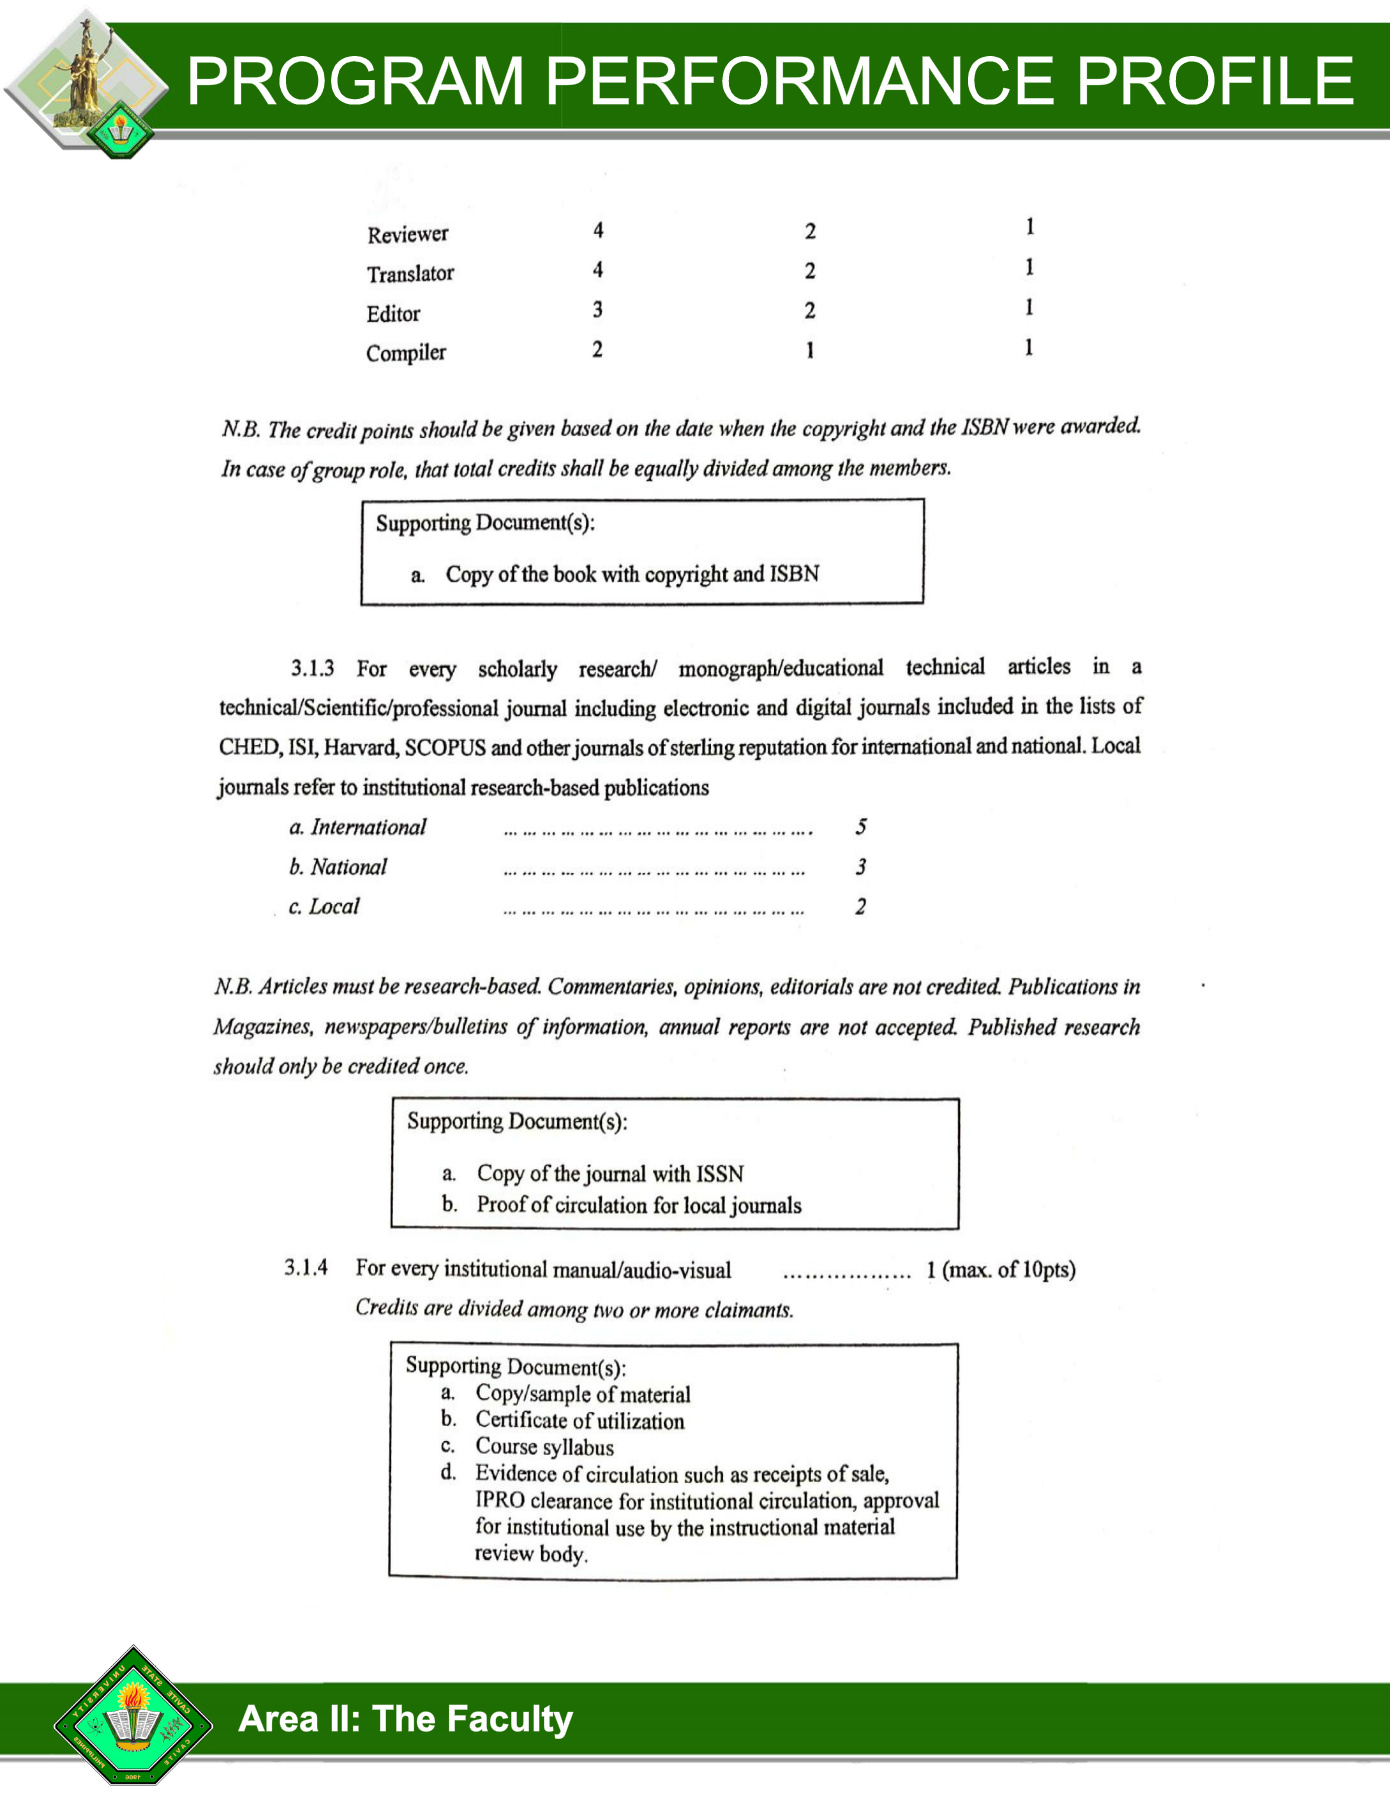 PROGRAM PERFORMANCE PROFILE
Reviewer 4 2 1
Translator 4 2 1
Editor 3 2 1
Compiler 2 1 1
N.B. The credit points should be given based on the date when the copyright and the ISBN were awarded.
In case of group role, that total credits shall be equally divided among the members.
Supporting Document(s):
a. Copy of the book with copyright and ISBN
3.1.3 For every scholarly research/ monograph/educational technical articles in a
technical/Scientific/professional journal including electronic and digital journals included in the lists of
CHED, ISI, Harvard, SCOPUS and other journals of sterling reputation for international and national. Local
journals refer to institutional research-based publications
a. International ... ... ... ... ... ... ... ... ... ... ... ... ... ... ... ... . 5
b. National ... ... ... ... ... ... ... ... ... ... ... ... ... ... ... ... 3
c. Local ... ... ... ... ... ... ... ... ... ... ... ... ... ... ... ... 2
N.B. Articles must be research-based. Commentaries, opinions, editorials are not credited. Publications in
Magazines, newspapers/bulletins of information, annual reports are not accepted. Published research
should only be credited once.
Supporting Document(s):
a. Copy of the journal with ISSN
b. Proof of circulation for local journals
3.1.4 For every institutional manual/audio-visual .................. 1 (max. of 10pts)
Credits are divided among two or more claimants.
Supporting Document(s):
a. Copy/sample of material
b. Certificate of utilization
c. Course syllabus
d. Evidence of circulation such as receipts of sale,
IPRO clearance for institutional circulation, approval
for institutional use by the instructional material
review body.
CAVITE STATE UNIVERSITY
CAVITE PHILIPPINES
1906
Area II: The Faculty